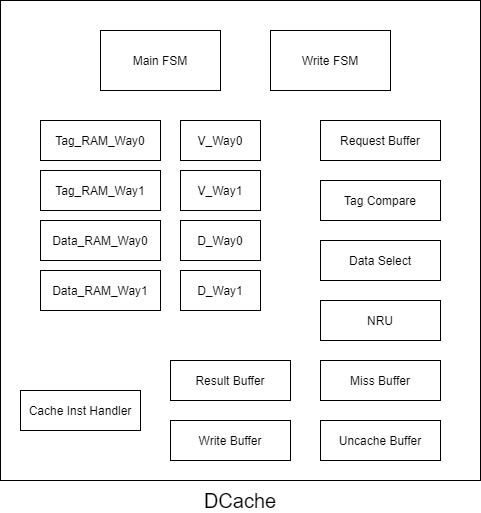 Main FSM
Write FSM
Tag_RAM_Way0
V_Way0
Request Buffer
Tag_RAM_Way1
V_Way1
Tag Compare
Data_RAM_Way0
D_Way0
Data Select
Data_RAM_Way1
D_Way1
NRU
Result Buffer
Miss Buffer
Cache Inst Handler
Write Buffer
Uncache Buffer
DCache